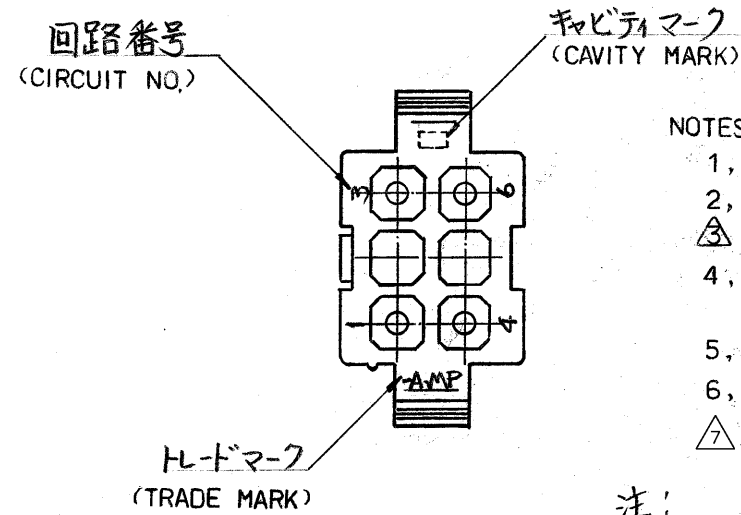 回路番号
(CIRCUIT NO,)
キャビティマーク
(CAVITY MARK)
3
6
1
4
AMP
トレードマーク
(TRADE MARK)
NOTES
1,
2,
3
4,
5,
6,
7
注: